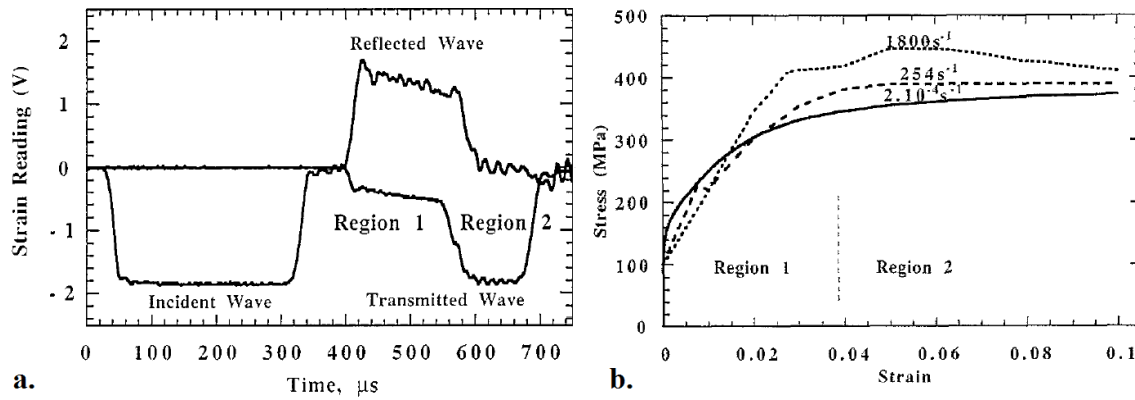 Strain Reading (V)
2
1
0
- 1
- 2
Reflected Wave
Region 1
Region 2
Incident Wave
Transmitted Wave
0 100 200 300 400 500 600 700
Time, µs
a.
Stress (MPa)
500
400
300
200
100
0
1800s-1
254s-1
2.10-4s-1
Region 1
Region 2
0 0.02 0.04 0.06 0.08 0.1
Strain
b.